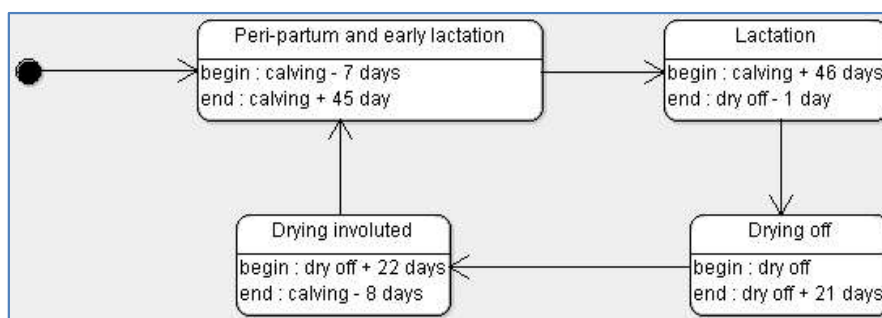 Peri-partum and early lactation
begin : calving - 7 days
end : calving + 45 day
Lactation
begin : calving + 46 days
end : dry off - 1 day
Drying involuted
begin : dry off + 22 days
end : calving - 8 days
Drying off
begin : dry off
end : dry off + 21 days